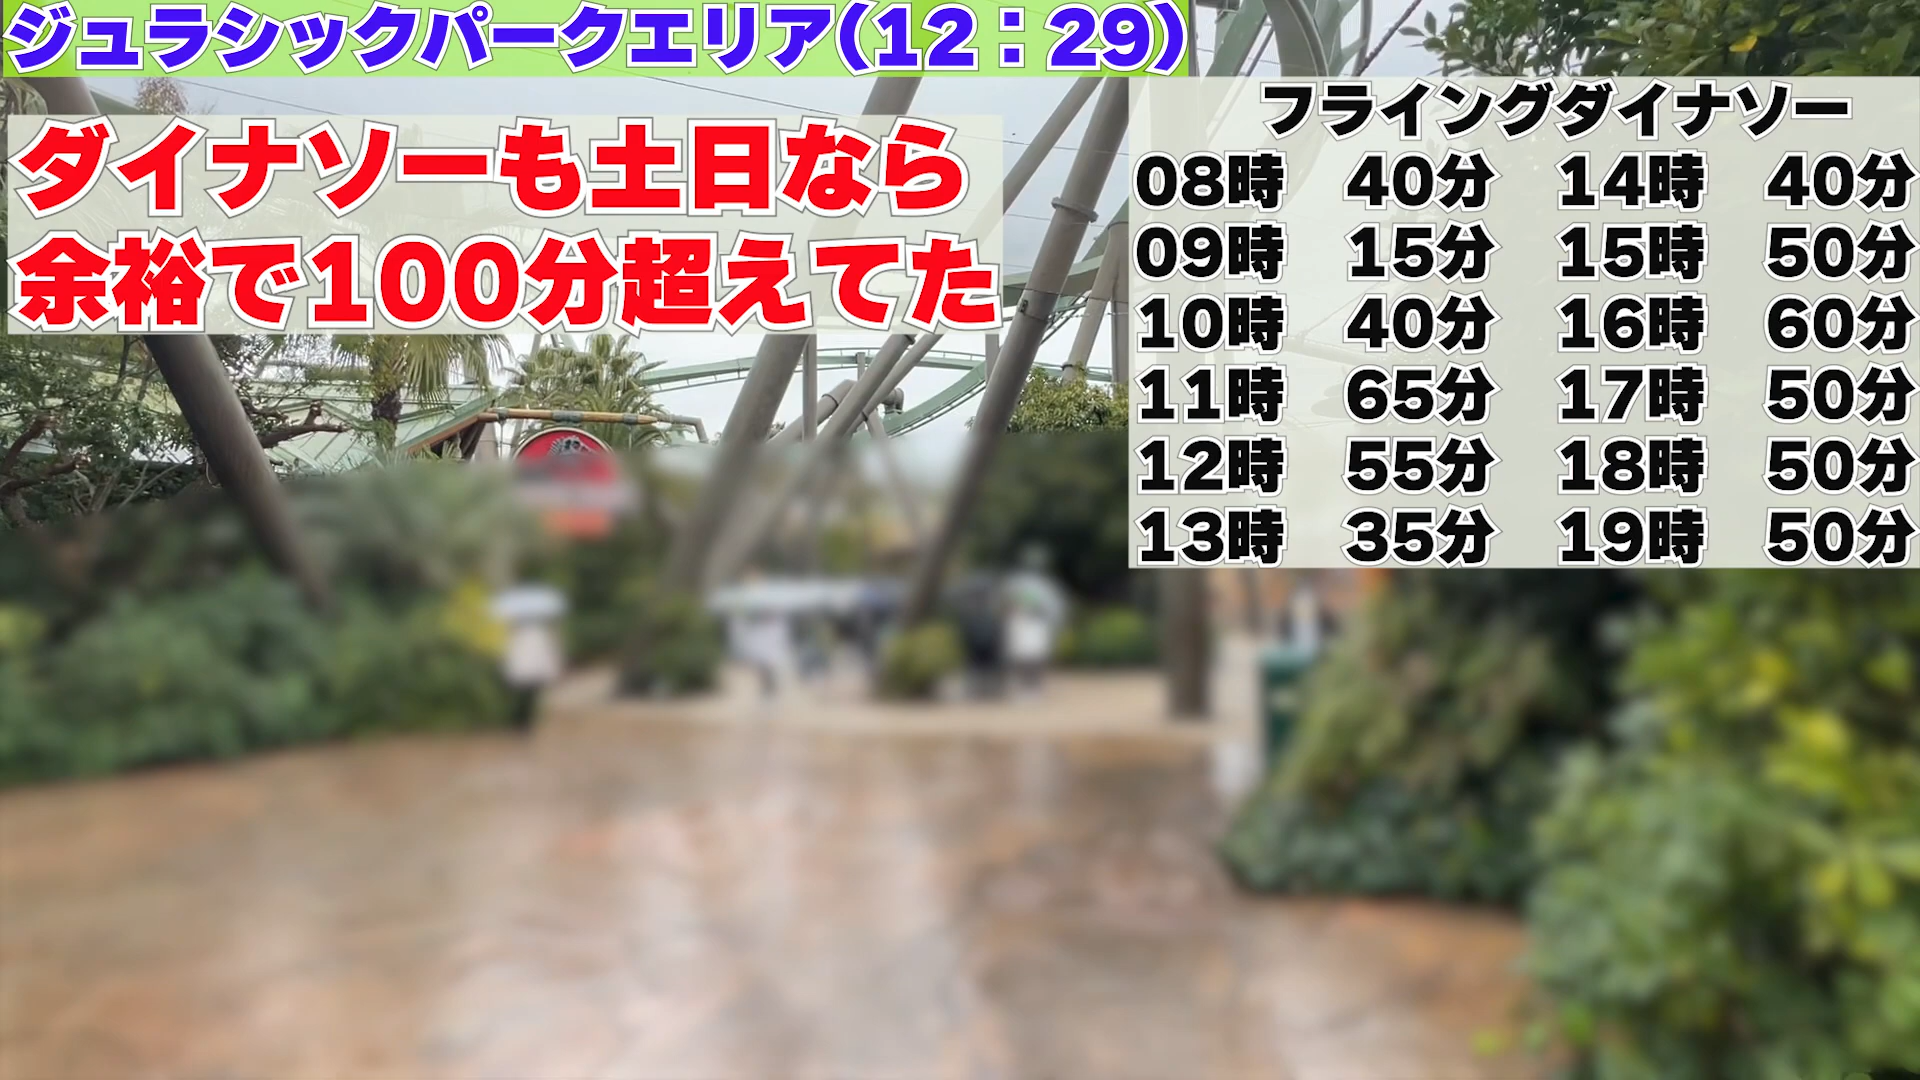 ジュラシックパークエリア(12：29)
ダイナソーも土日なら
余裕で100分超えてた
フライングダイナソー
08時 40分 14時 40分
09時 15分 15時 50分
10時 40分 16時 60分
11時 65分 17時 50分
12時 55分 18時 50分
13時 35分 19時 50分